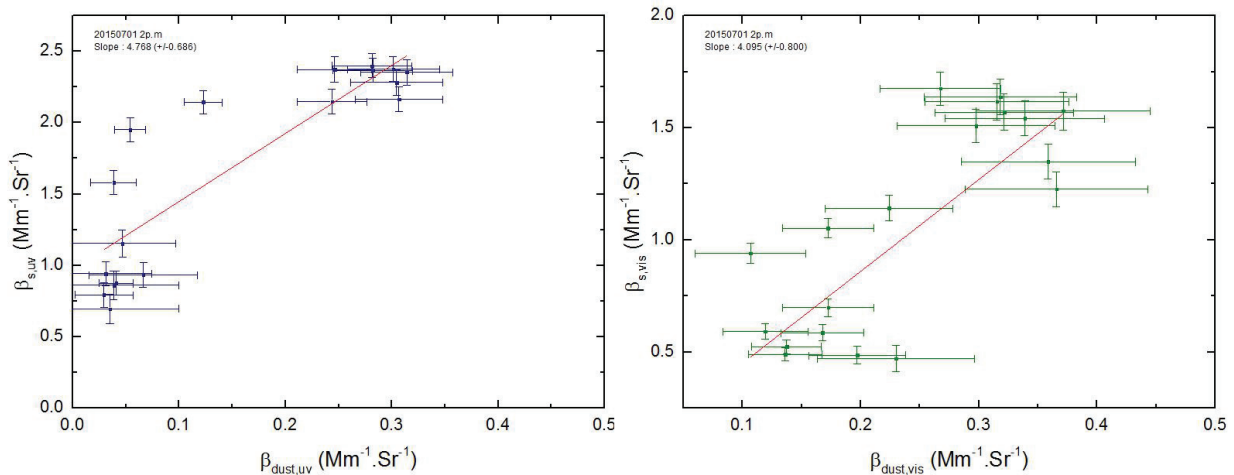 20150701 2p.m
Slope : 4.768 (+/-0.686)
2.5
2.0
1.5
1.0
0.5
0.0
βs,uv (Mm-1.Sr-1)
0.0 0.1 0.2 0.3 0.4 0.5
βdust,uv (Mm-1.Sr-1)
20150701 2p.m
Slope : 4.095 (+/-0.800)
2.0
1.5
1.0
0.5
βs,vis (Mm-1.Sr-1)
0.1 0.2 0.3 0.4 0.5
βdust,vis (Mm-1.Sr-1)